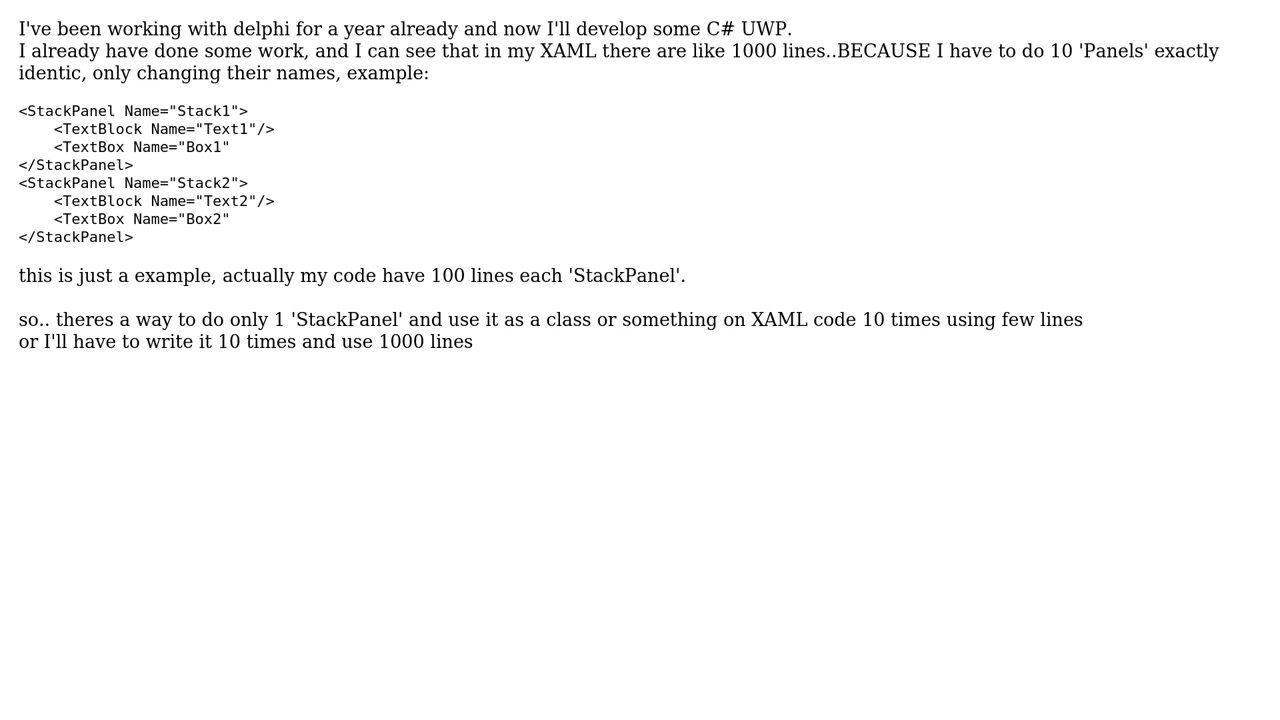 I've been working with delphi for a year already and now I'll develop some C# UWP.
I already have done some work, and I can see that in my XAML there are like 1000 lines..BECAUSE I have to do 10 'Panels' exactly
identic, only changing their names, example:
<StackPanel Name="Stack1">
    <TextBlock Name="Text1"/>
    <TextBox Name="Box1"
</StackPanel>
<StackPanel Name="Stack2">
    <TextBlock Name="Text2"/>
    <TextBox Name="Box2"
</StackPanel>
this is just a example, actually my code have 100 lines each 'StackPanel'.
so.. theres a way to do only 1 'StackPanel' and use it as a class or something on XAML code 10 times using few lines
or I'll have to write it 10 times and use 1000 lines